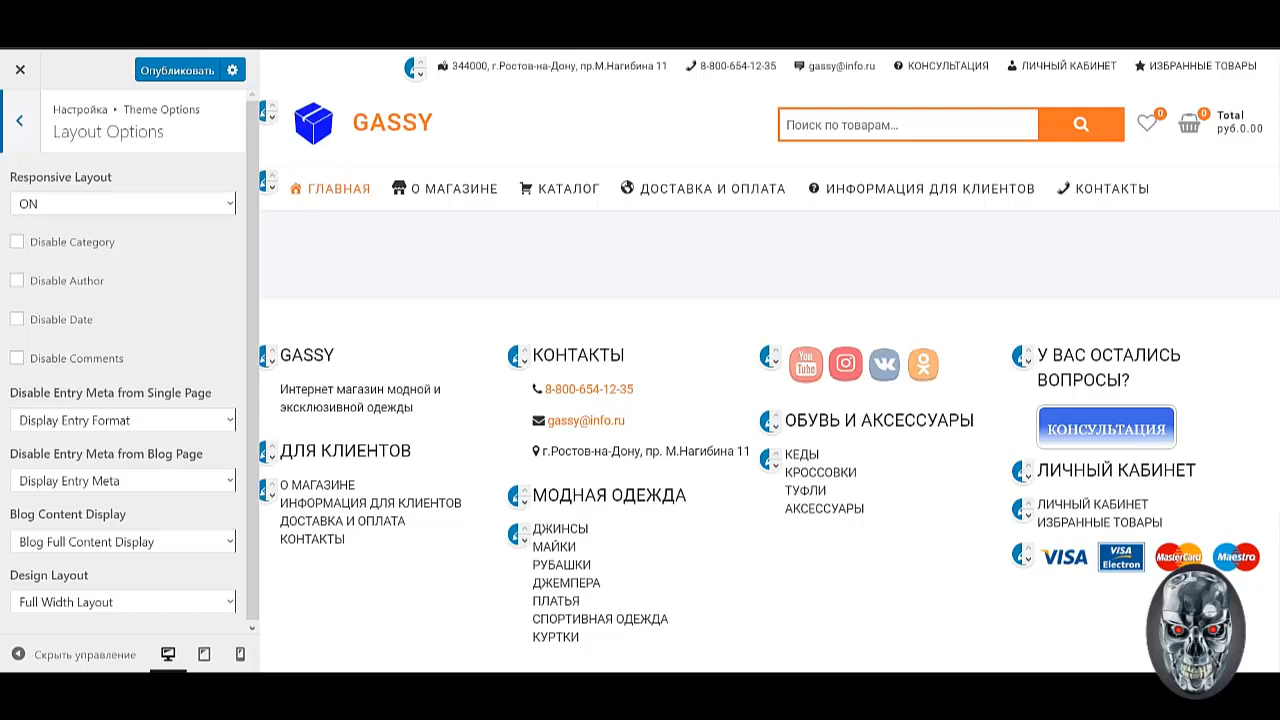 Опубликовать
Настройка ▸ Theme Options
Layout Options
Responsive Layout
ON
Disable Category
Disable Author
Disable Date
Disable Comments
Disable Entry Meta from Single Page
Display Entry Format
Disable Entry Meta from Blog Page
Display Entry Meta
Blog Content Display
Blog Full Content Display
Design Layout
Full Width Layout
Скрыть управление
344000, г.Ростов-на-Дону, пр.М.Нагибина 11 8-800-654-12-35 gassy@info.ru КОНСУЛЬТАЦИЯ ЛИЧНЫЙ КАБИНЕТ ИЗБРАННЫЕ ТОВАРЫ
GASSY
Поиск по товарам...
0
0
Total
руб.0.00
ГЛАВНАЯ О МАГАЗИНЕ КАТАЛОГ ДОСТАВКА И ОПЛАТА ИНФОРМАЦИЯ ДЛЯ КЛИЕНТОВ КОНТАКТЫ
GASSY
Интернет магазин модной и
эксклюзивной одежды
ДЛЯ КЛИЕНТОВ
О МАГАЗИНЕ
ИНФОРМАЦИЯ ДЛЯ КЛИЕНТОВ
ДОСТАВКА И ОПЛАТА
КОНТАКТЫ
КОНТАКТЫ
8-800-654-12-35
gassy@info.ru
г.Ростов-на-Дону, пр. М.Нагибина 11
МОДНАЯ ОДЕЖДА
ДЖИНСЫ
МАЙКИ
РУБАШКИ
ДЖЕМПЕРА
ПЛАТЬЯ
СПОРТИВНАЯ ОДЕЖДА
КУРТКИ
You
Tube
ОБУВЬ И АКСЕССУАРЫ
КЕДЫ
КРОССОВКИ
ТУФЛИ
АКСЕССУАРЫ
У ВАС ОСТАЛИСЬ
ВОПРОСЫ?
КОНСУЛЬТАЦИЯ
ЛИЧНЫЙ КАБИНЕТ
ЛИЧНЫЙ КАБИНЕТ
ИЗБРАННЫЕ ТОВАРЫ
VISA VISA Electron MasterCard Maestro